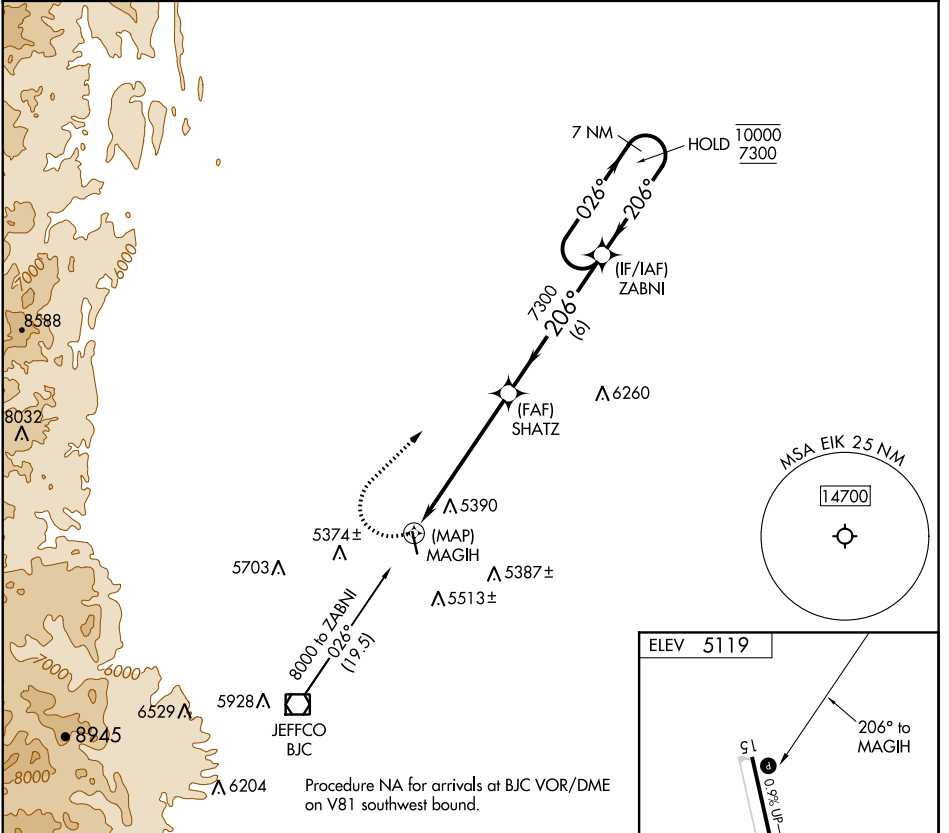 7 NM
HOLD
10000
7300
026°
206°
(IF/IAF)
ZABNI
7300
206°
(6)
6000
7000
8588
8032
(FAF)
SHATZ
6260
MSA EIK 25 NM
14700
5390
(MAP)
MAGIH
5374±
5703
5387±
5513±
8000 to ZABNI
026°
(19.5)
7000
6000
6529
5928
8945
8000
JEFFCO
BJC
6204
Procedure NA for arrivals at BJC VOR/DME
on V81 southwest bound.
ELEV 5119
206° to
MAGIH
15
P
0.9% UP